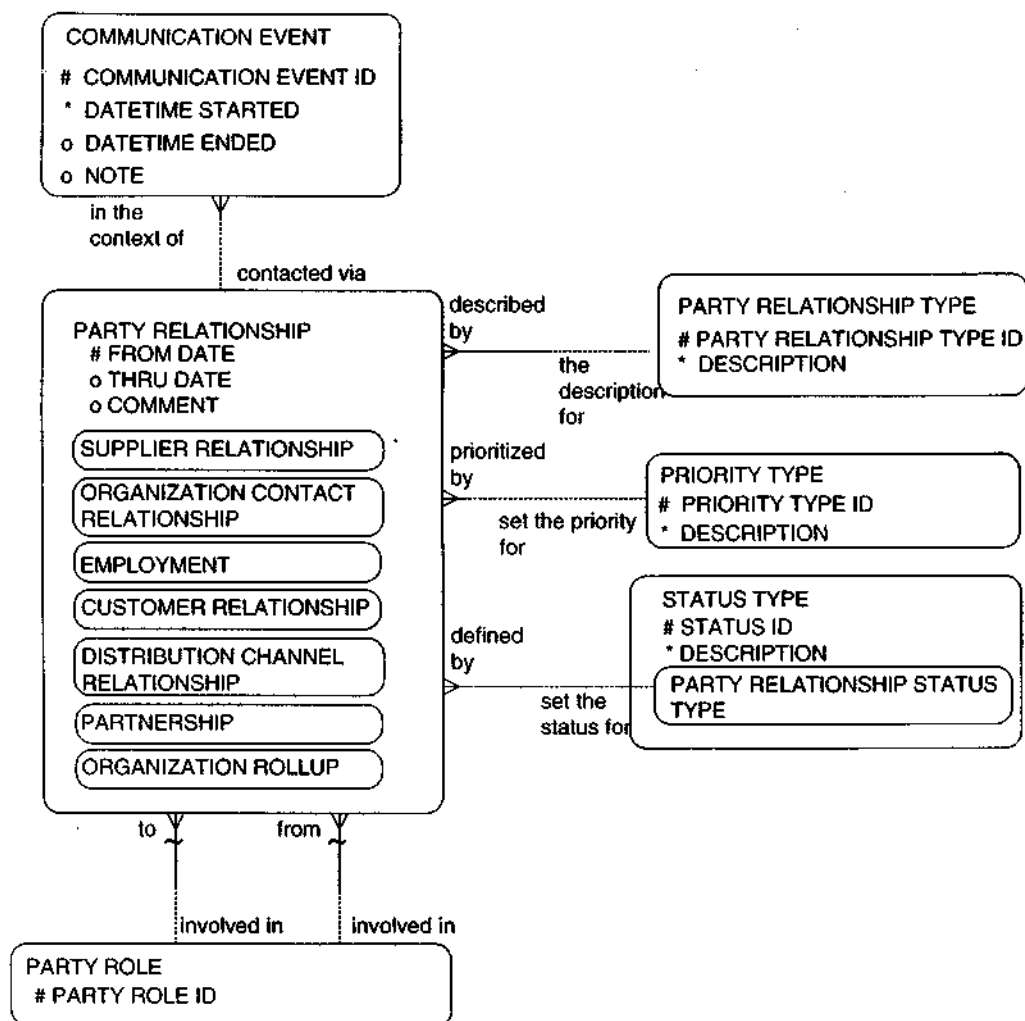 COMMUNICATION EVENT
# COMMUNICATION EVENT ID
* DATETIME STARTED
o DATETIME ENDED
o NOTE
in the
context of
contacted via
PARTY RELATIONSHIP
# FROM DATE
o THRU DATE
o COMMENT
SUPPLIER RELATIONSHIP
ORGANIZATION CONTACT
RELATIONSHIP
EMPLOYMENT
CUSTOMER RELATIONSHIP
DISTRIBUTION CHANNEL
RELATIONSHIP
PARTNERSHIP
ORGANIZATION ROLLUP
described
by
the
description
for
PARTY RELATIONSHIP TYPE
# PARTY RELATIONSHIP TYPE ID
* DESCRIPTION
prioritized
by
set the priority
for
PRIORITY TYPE
# PRIORITY TYPE ID
* DESCRIPTION
defined
by
set the
status for
STATUS TYPE
# STATUS ID
* DESCRIPTION
PARTY RELATIONSHIP STATUS
TYPE
to
from
involved in
involved in
PARTY ROLE
# PARTY ROLE ID